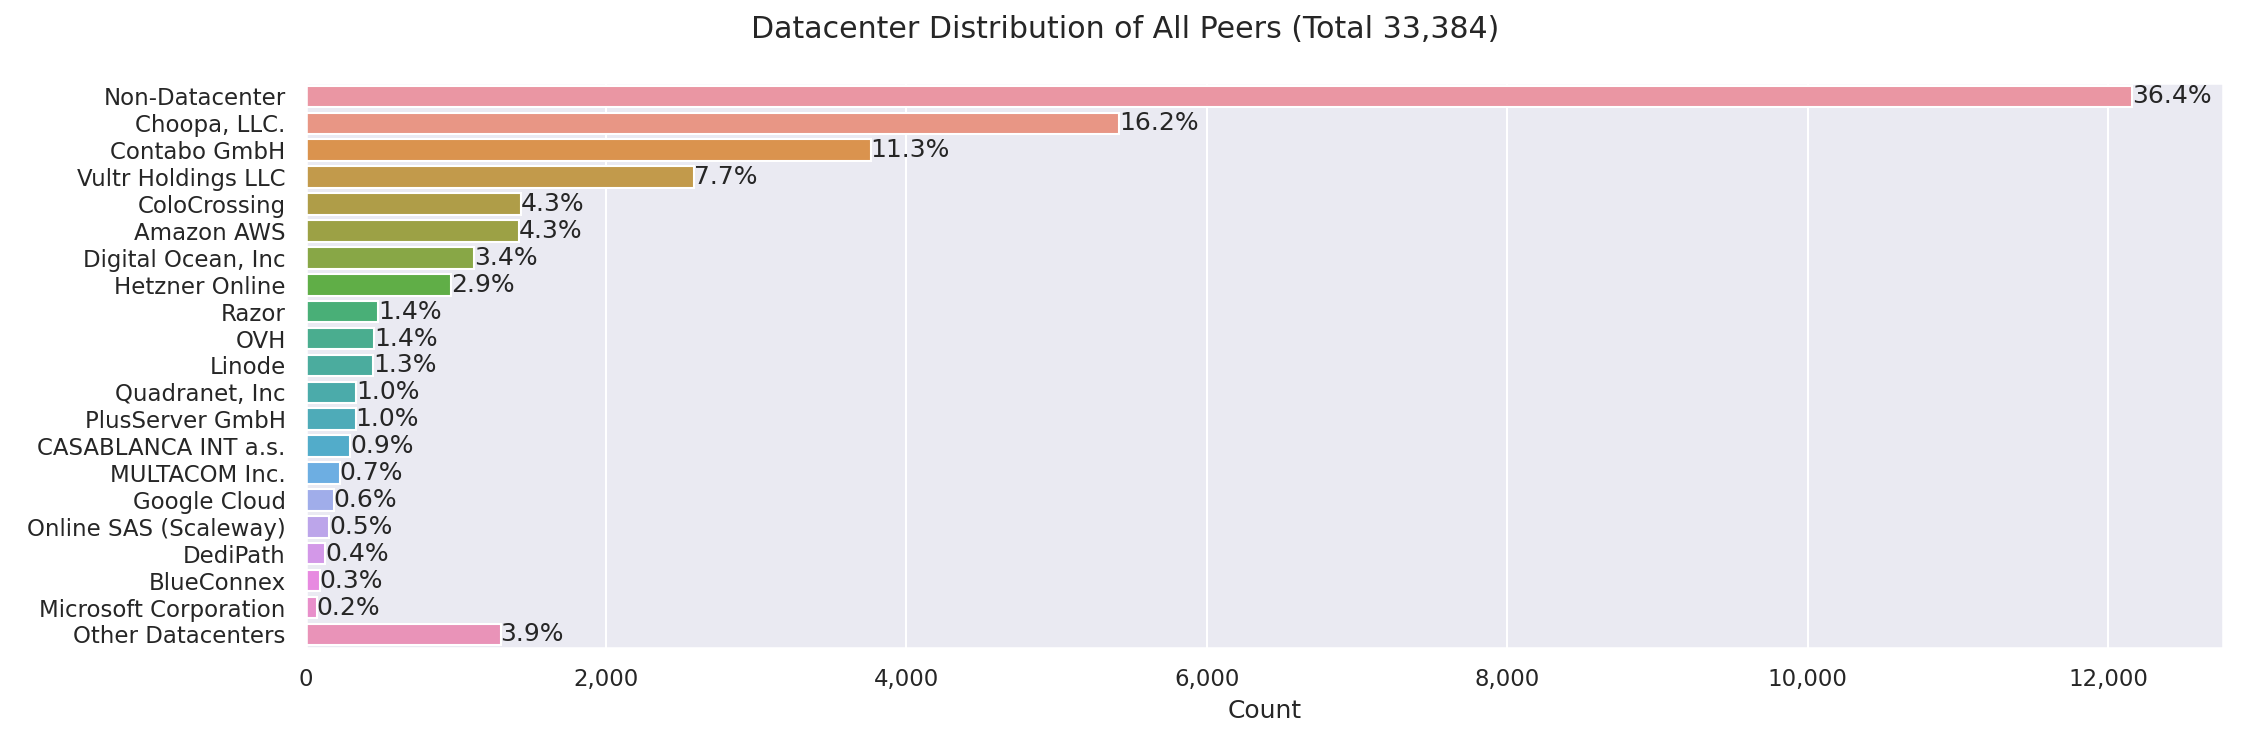 Datacenter Distribution of All Peers (Total 33,384)
Non-Datacenter 36.4%
Choopa, LLC. 16.2%
Contabo GmbH 11.3%
Vultr Holdings LLC 7.7%
ColoCrossing 4.3%
Amazon AWS 4.3%
Digital Ocean, Inc 3.4%
Hetzner Online 2.9%
Razor 1.4%
OVH 1.4%
Linode 1.3%
Quadranet, Inc 1.0%
PlusServer GmbH 1.0%
CASABLANCA INT a.s. 0.9%
MULTACOM Inc. 0.7%
Google Cloud 0.6%
Online SAS (Scaleway) 0.5%
DediPath 0.4%
BlueConnex 0.3%
Microsoft Corporation 0.2%
Other Datacenters 3.9%
0 2,000 4,000 6,000 8,000 10,000 12,000
Count